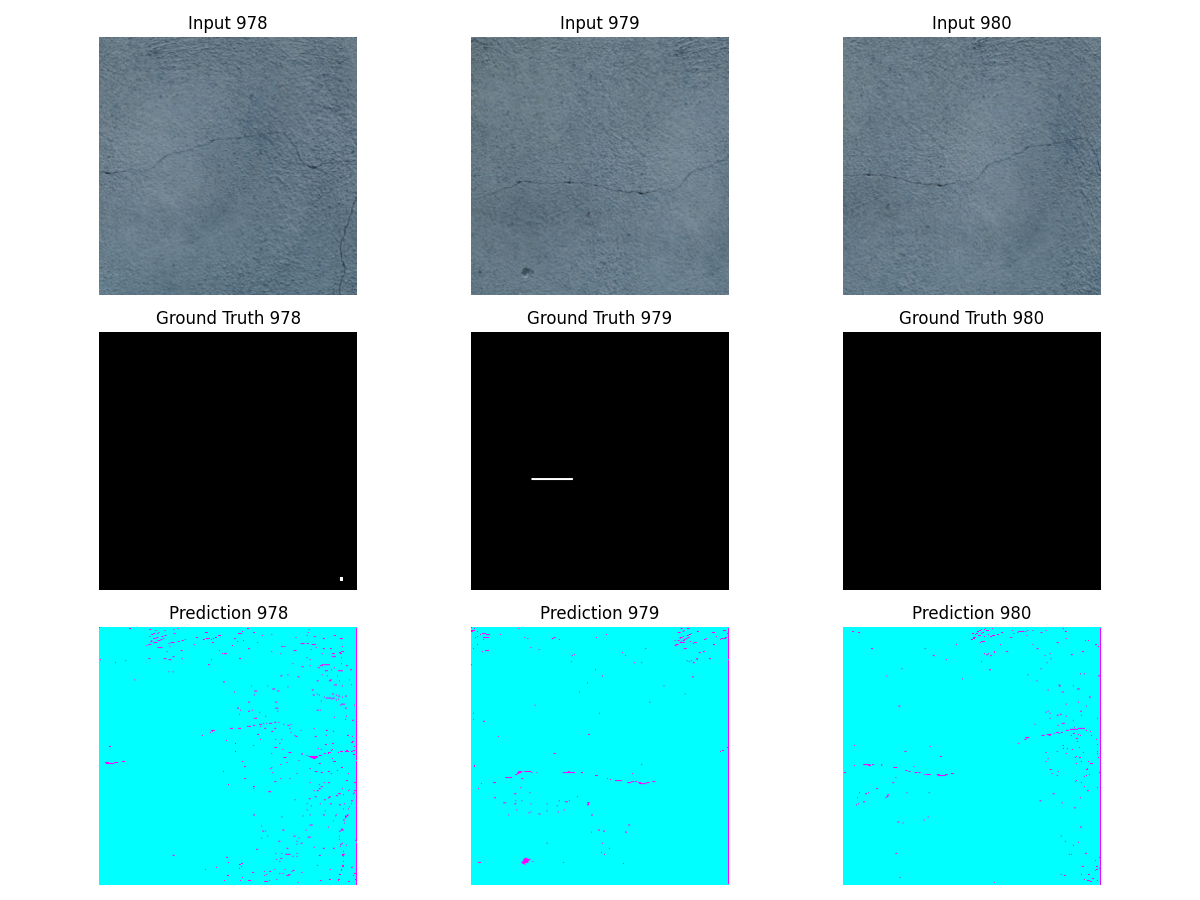 Input 978
Input 979
Input 980
Ground Truth 978
Ground Truth 979
Ground Truth 980
Prediction 978
Prediction 979
Prediction 980